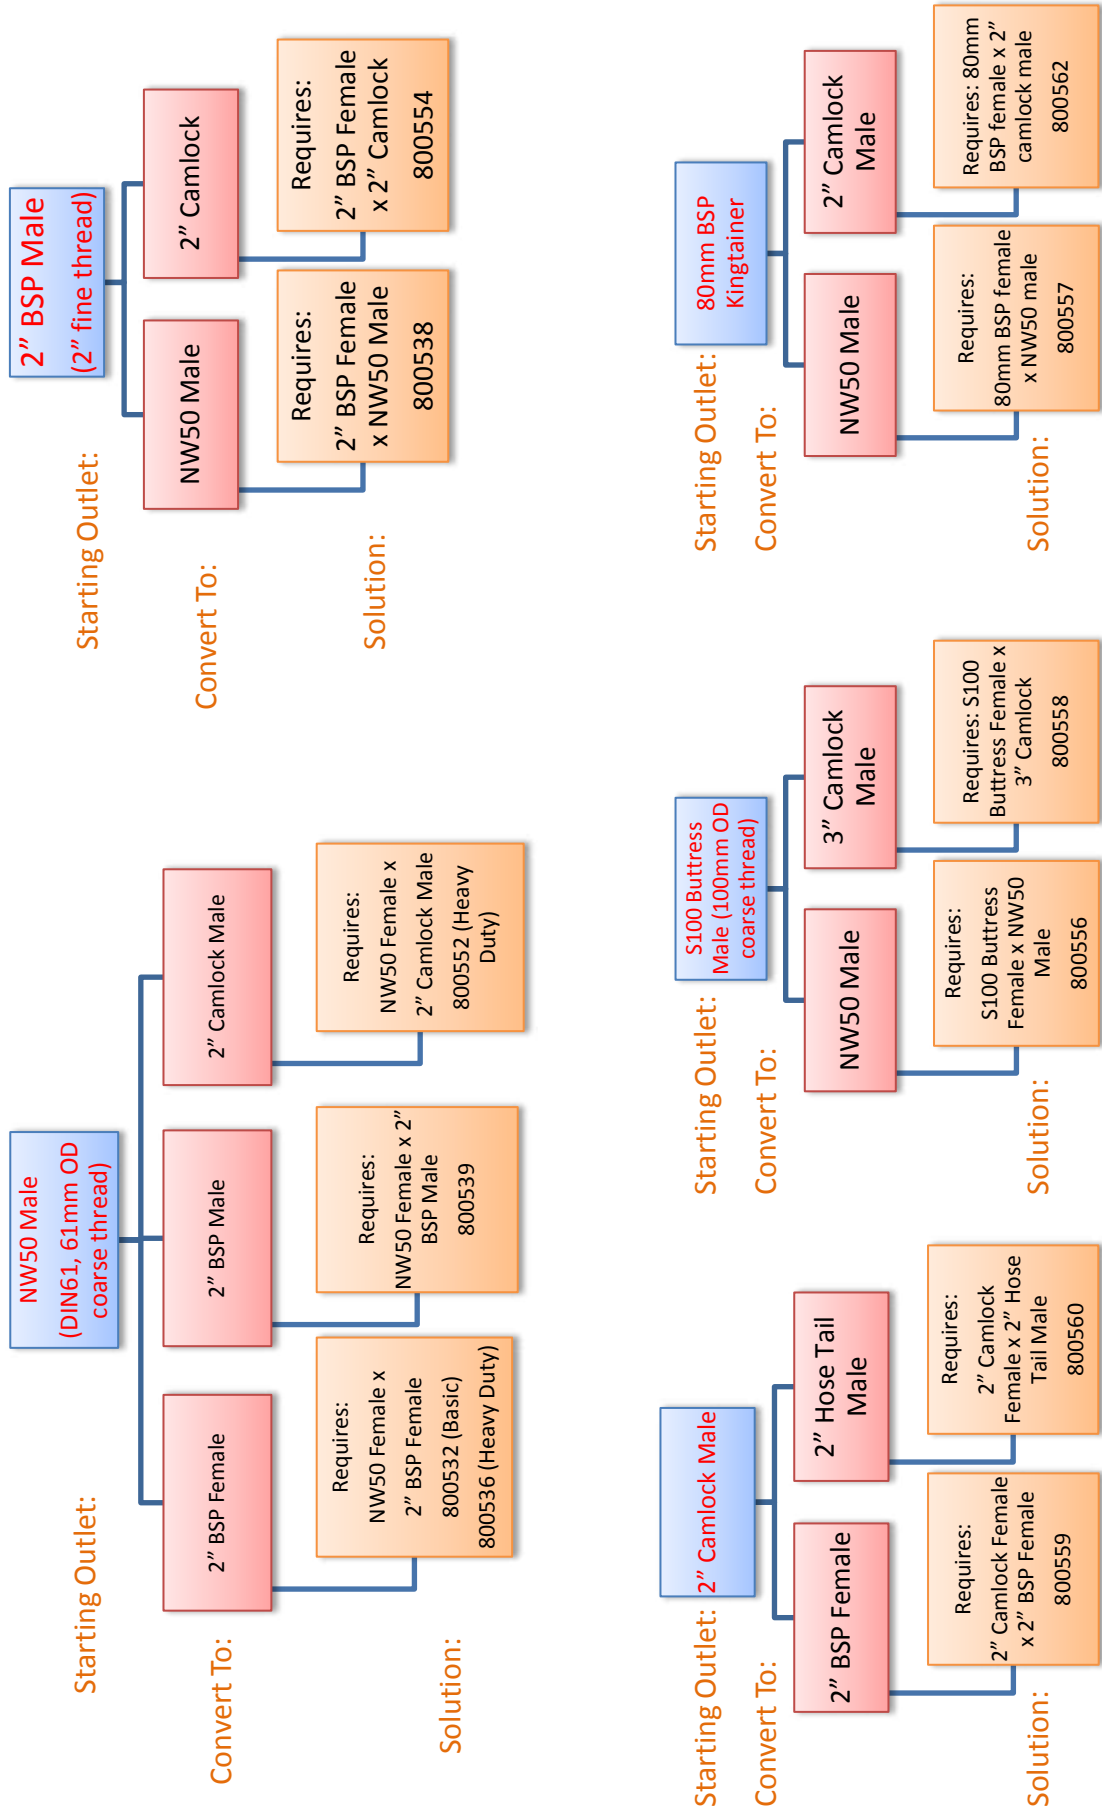 Starting Outlet:
NW50 Male
(DIN61, 61mm OD
coarse thread)
Convert To:
2” BSP Female
2” BSP Male
2” Camlock Male
Solution:
Requires:
NW50 Female x
2” BSP Female
800532 (Basic)
800536 (Heavy Duty)
Requires:
NW50 Female x 2”
BSP Male
800539
Requires:
NW50 Female x
2” Camlock Male
800552 (Heavy
Duty)
Starting Outlet:
2” BSP Male
(2” fine thread)
Convert To:
NW50 Male
2” Camlock
Solution:
Requires:
2” BSP Female
x NW50 Male
800538
Requires:
2” BSP Female
x 2” Camlock
800554
Starting Outlet:
2” Camlock Male
Convert To:
2” BSP Female
2” Hose Tail
Male
Solution:
Requires:
2” Camlock Female
x 2” BSP Female
800559
Requires:
2” Camlock
Female x 2” Hose
Tail Male
800560
Starting Outlet:
S100 Buttress
Male (100mm OD
coarse thread)
Convert To:
NW50 Male
3” Camlock
Male
Solution:
Requires:
S100 Buttress
Female x NW50
Male
800556
Requires: S100
Buttress Female x
3” Camlock
800558
Starting Outlet:
80mm BSP
Kingtainer
Convert To:
NW50 Male
2” Camlock
Male
Solution:
Requires:
80mm BSP female
x NW50 male
800557
Requires: 80mm
BSP female x 2”
camlock male
800562